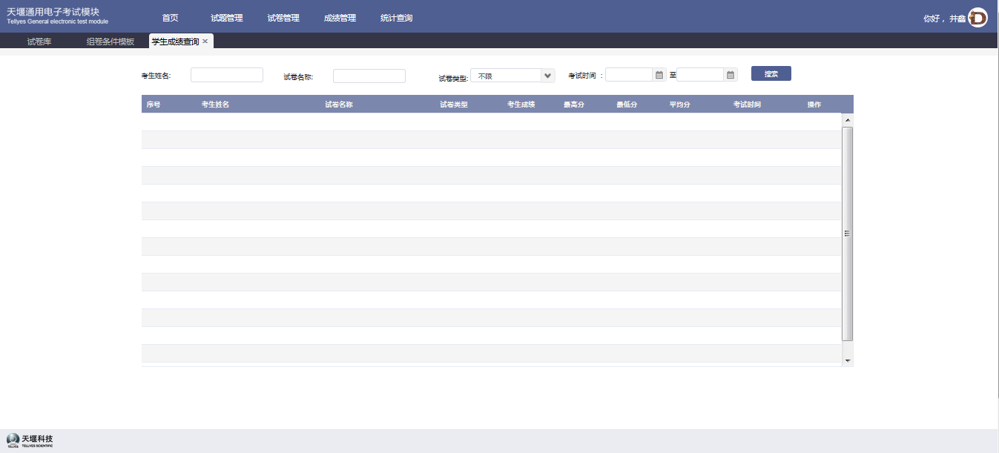 天堰通用电子考试模块
Tellyes General electronic test module
首页 试题管理 试卷管理 成绩管理 统计查询
你好， 井鑫
试卷库 组卷条件模板 学生成绩查询 ×
考生姓名: 试卷名称: 试卷类型: 不限 考试时间 : 至 搜索
序号 考生姓名 试卷名称 试卷类型 考生成绩 最高分 最低分 平均分 考试时间 操作
天堰科技
TELLYES TELLYES SCIENTIFIC